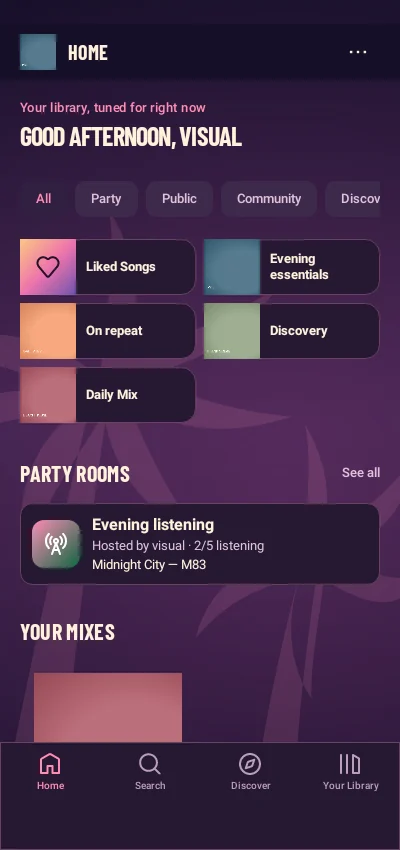 HOME
Your library, tuned for right now
GOOD AFTERNOON, VISUAL
All
Party
Public
Community
Discov
Liked Songs
Evening
essentials
On repeat
Discovery
Daily Mix
PARTY ROOMS
See all
Evening listening
Hosted by visual · 2/5 listening
Midnight City — M83
YOUR MIXES
Home
Search
Discover
Your Library